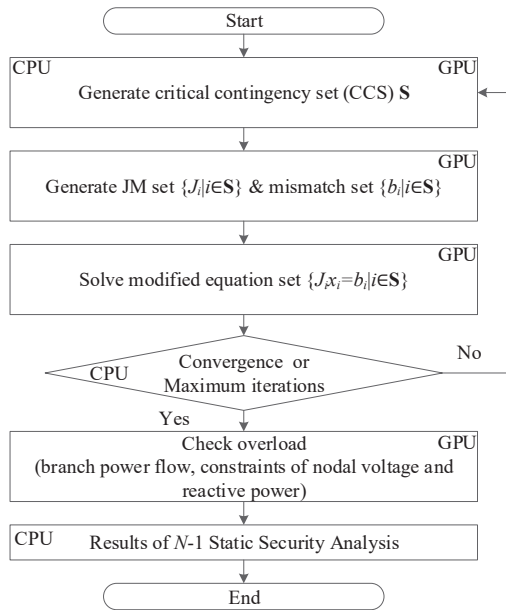 Start
CPU
GPU
Generate critical contingency set (CCS) S
GPU
Generate JM set {Jᵢ|i∈S} & mismatch set {bᵢ|i∈S}
GPU
Solve modified equation set {Jᵢxᵢ=bᵢ|i∈S}
Convergence or
CPU
Maximum iterations
No
Yes
Check overload
GPU
(branch power flow, constraints of nodal voltage and
reactive power)
CPU
Results of N-1 Static Security Analysis
End